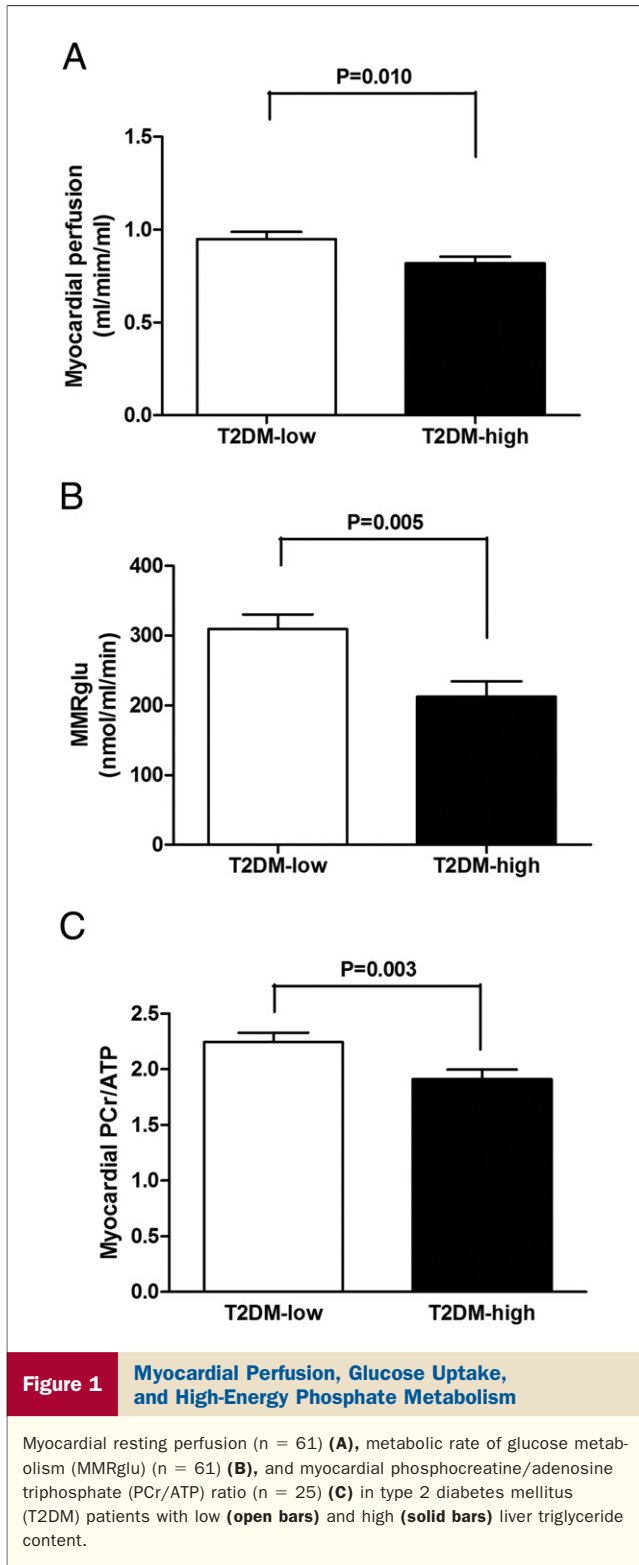 A
P=0.010
Myocardial perfusion
(ml/mim/ml)
1.5
1.0
0.5
0.0
T2DM-low T2DM-high
B
P=0.005
MMRglu
(nmol/ml/min)
400
300
200
100
0
T2DM-low T2DM-high
C
P=0.003
Myocardial PCr/ATP
2.5
2.0
1.5
1.0
0.5
0.0
T2DM-low T2DM-high
Figure 1 Myocardial Perfusion, Glucose Uptake,
and High-Energy Phosphate Metabolism
Myocardial resting perfusion (n = 61) (A), metabolic rate of glucose metab-
olism (MMRglu) (n = 61) (B), and myocardial phosphocreatine/adenosine
triphosphate (PCr/ATP) ratio (n = 25) (C) in type 2 diabetes mellitus
(T2DM) patients with low (open bars) and high (solid bars) liver triglyceride
content.